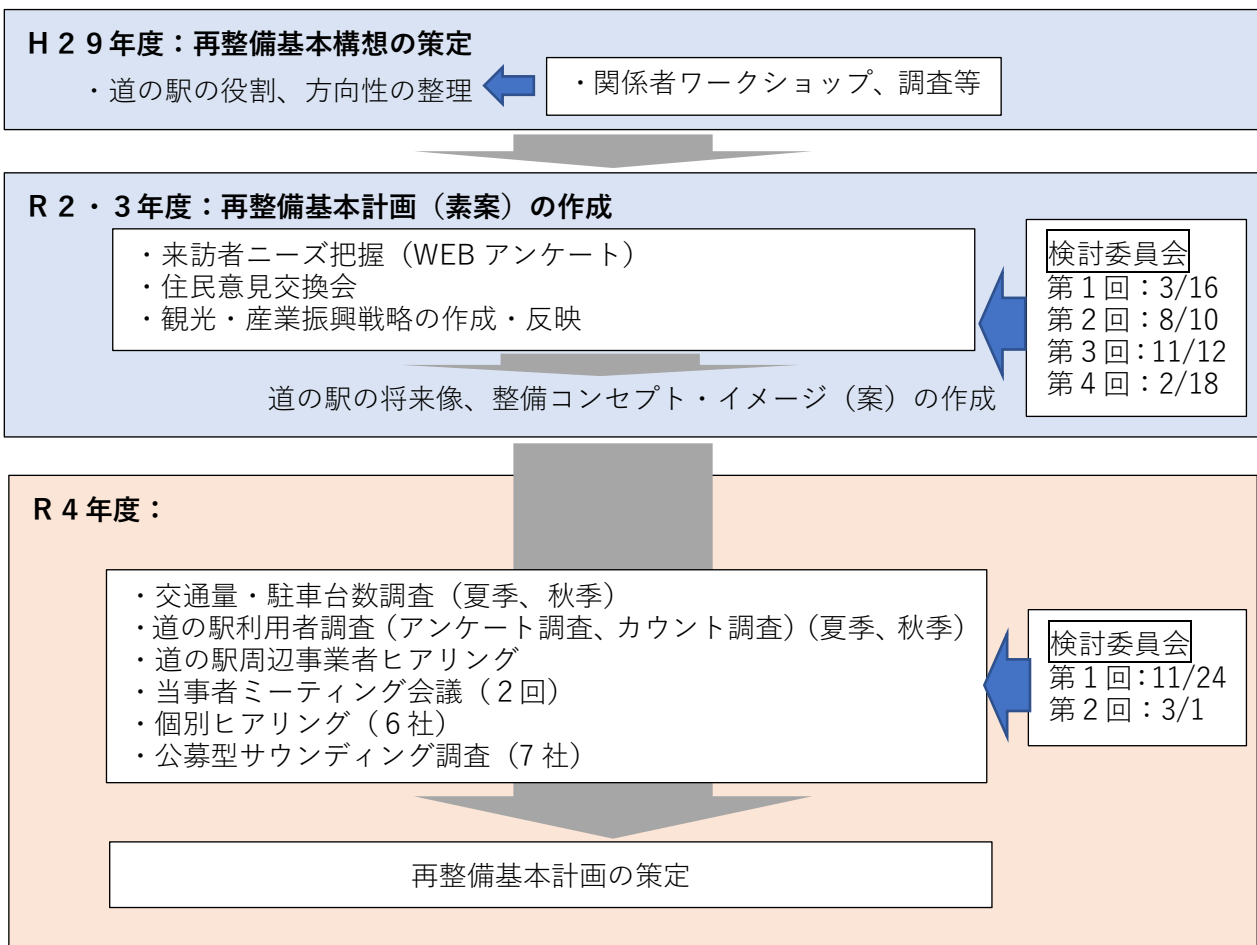 H29年度：再整備基本構想の策定
・道の駅の役割、方向性の整理
・関係者ワークショップ、調査等
R2・3年度：再整備基本計画（素案）の作成
・来訪者ニーズ把握（WEBアンケート）
・住民意見交換会
・観光・産業振興戦略の作成・反映
検討委員会
第1回：3/16
第2回：8/10
第3回：11/12
第4回：2/18
道の駅の将来像、整備コンセプト・イメージ（案）の作成
R4年度：
・交通量・駐車台数調査（夏季、秋季）
・道の駅利用者調査（アンケート調査、カウント調査）（夏季、秋季）
・道の駅周辺事業者ヒアリング
・当事者ミーティング会議（2回）
・個別ヒアリング（6社）
・公募型サウンディング調査（7社）
検討委員会
第1回：11/24
第2回：3/1
再整備基本計画の策定